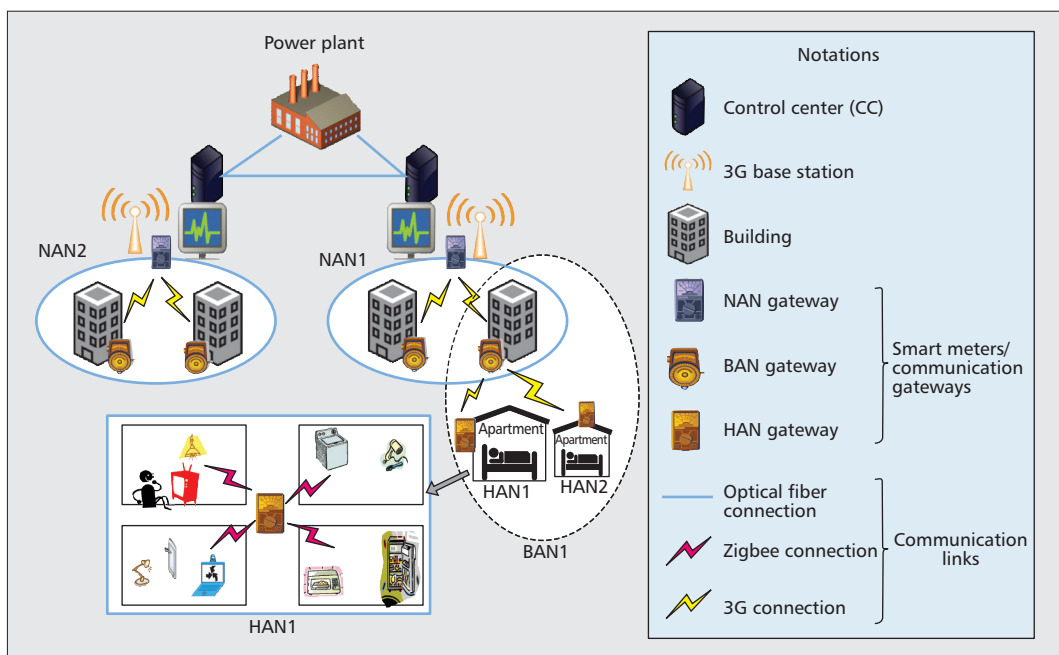 Power plant
NAN2
NAN1
Apartment
Apartment
HAN1
HAN2
BAN1
HAN1
Notations
Control center (CC)
3G base station
Building
NAN gateway
BAN gateway
HAN gateway
Smart meters/
communication
gateways
Optical fiber
connection
Zigbee connection
3G connection
Communication
links